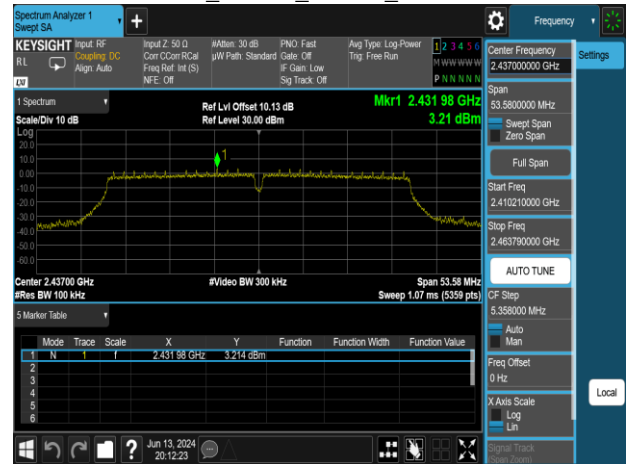 Spectrum Analyzer 1
Swept SA
Frequency
KEYSIGHT
RL
Input: RF
Coupling: DC
Align: Auto
Input Z: 50 Ω
Corr CCorr RCal
Freq Ref: Int (S)
NFE: Off
#Atten: 30 dB
µW Path: Standard
PNO: Fast
Gate: Off
IF Gain: Low
Sig Track: Off
Avg Type: Log-Power
Trig: Free Run
1 2 3 4 5 6
M W W W W W
P N N N N N
LXI
1 Spectrum
Scale/Div 10 dB
Ref Lvl Offset 10.13 dB
Ref Level 30.00 dBm
Mkr1 2.431 98 GHz
3.21 dBm
Log
20.0
10.0
0.00
-10.0
-20.0
-30.0
-40.0
-50.0
-60.0
1
Center 2.43700 GHz
#Res BW 100 kHz
#Video BW 300 kHz
Span 53.58 MHz
Sweep 1.07 ms (5359 pts)
5 Marker Table
Mode Trace Scale X Y Function Function Width Function Value
1 N 1 f 2.431 98 GHz 3.214 dBm
2
3
4
5
6
Jun 13, 2024
20:12:23
Center Frequency
2.437000000 GHz
Span
53.5800000 MHz
Swept Span
Zero Span
Full Span
Start Freq
2.410210000 GHz
Stop Freq
2.463790000 GHz
AUTO TUNE
CF Step
5.358000 MHz
Auto
Man
Freq Offset
0 Hz
X Axis Scale
Log
Lin
Signal Track
(Span Zoom)
Settings
Local